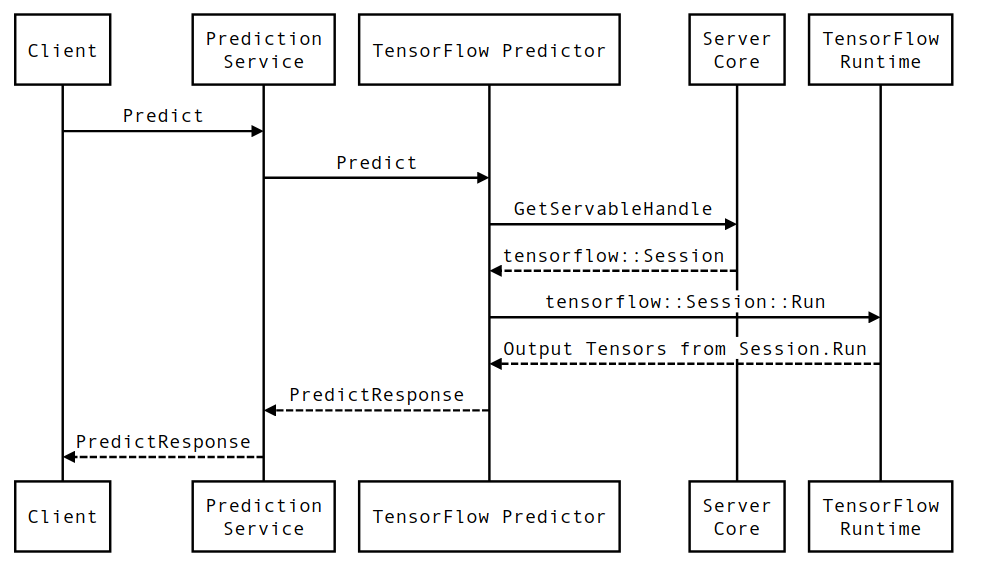 Client
Prediction
Service
TensorFlow Predictor
Server
Core
TensorFlow
Runtime
Predict
Predict
GetServableHandle
tensorflow::Session
tensorflow::Session::Run
Output Tensors from Session.Run
PredictResponse
PredictResponse
Client
Prediction
Service
TensorFlow Predictor
Server
Core
TensorFlow
Runtime